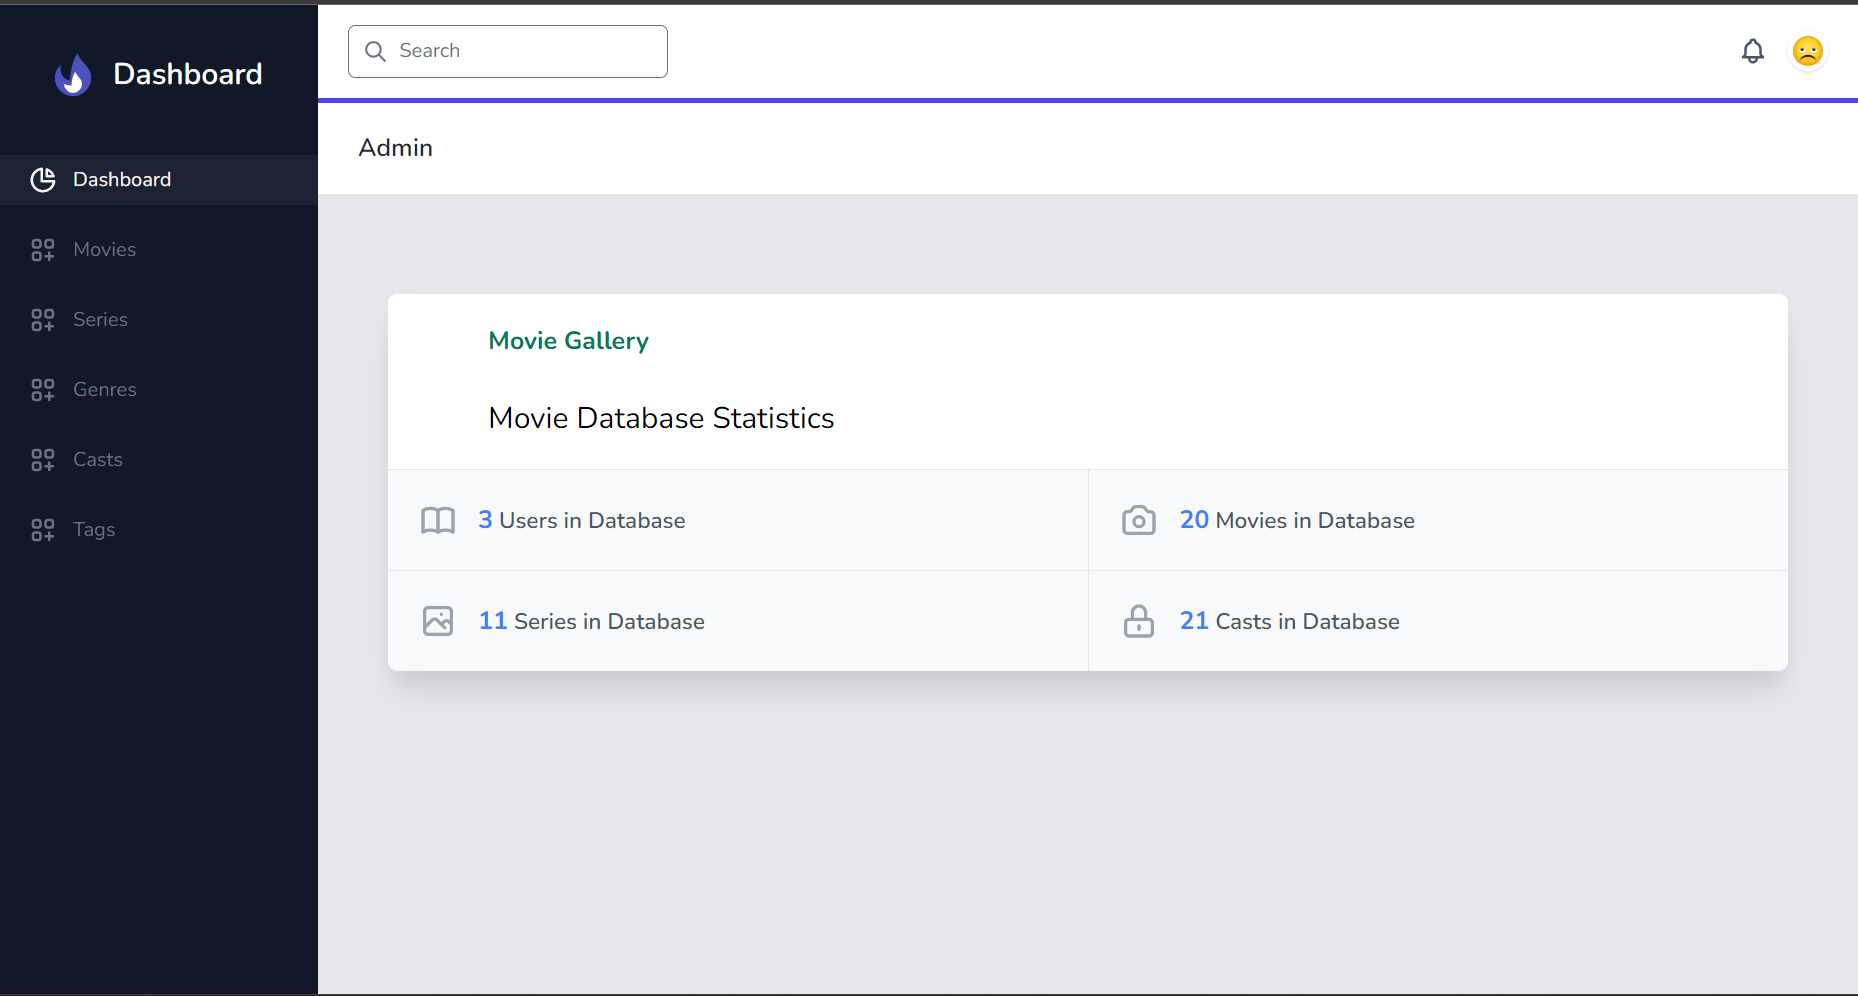 Dashboard
Search
Admin
Dashboard
Movies
Series
Genres
Casts
Tags
Movie Gallery
Movie Database Statistics
3 Users in Database
20 Movies in Database
11 Series in Database
21 Casts in Database